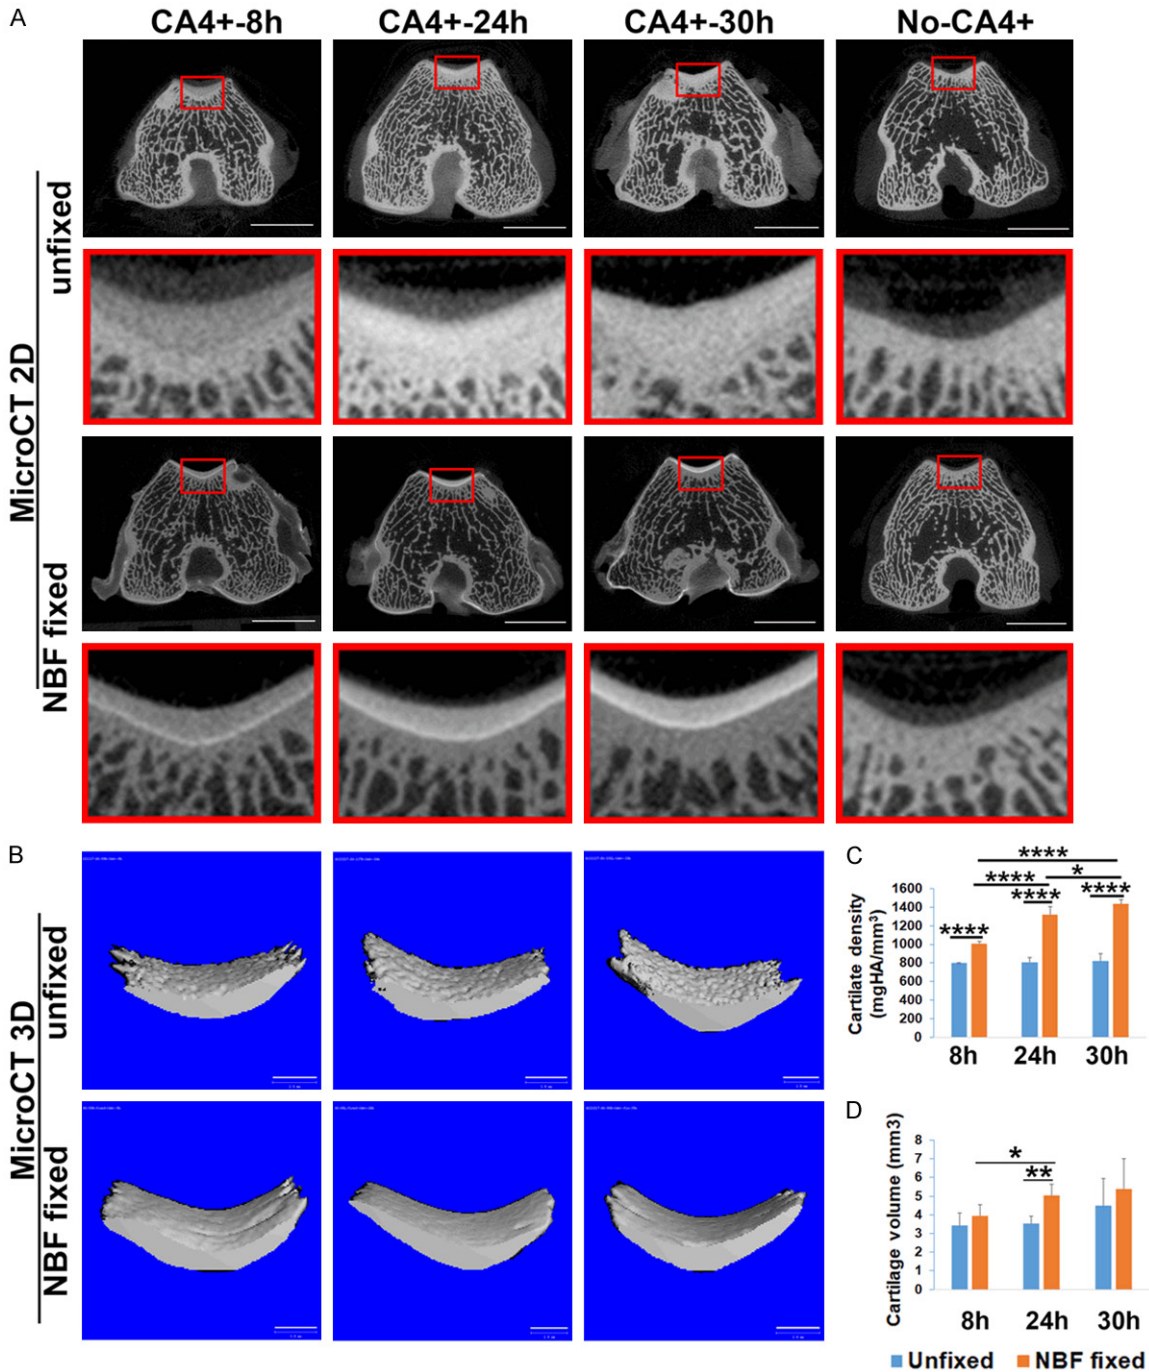 A
CA4+-8h
CA4+-24h
CA4+-30h
No-CA4+
MicroCT 2D
unfixed
NBF fixed
B
MicroCT 3D
unfixed
NBF fixed
C
****
****
*
****
****
****
Cartilate density
(mgHA/mm³)
1600
1400
1200
1000
800
600
400
200
0
8h
24h
30h
D
*
**
Cartilage volume (mm3)
8
7
6
5
4
3
2
1
0
8h
24h
30h
Unfixed
NBF fixed